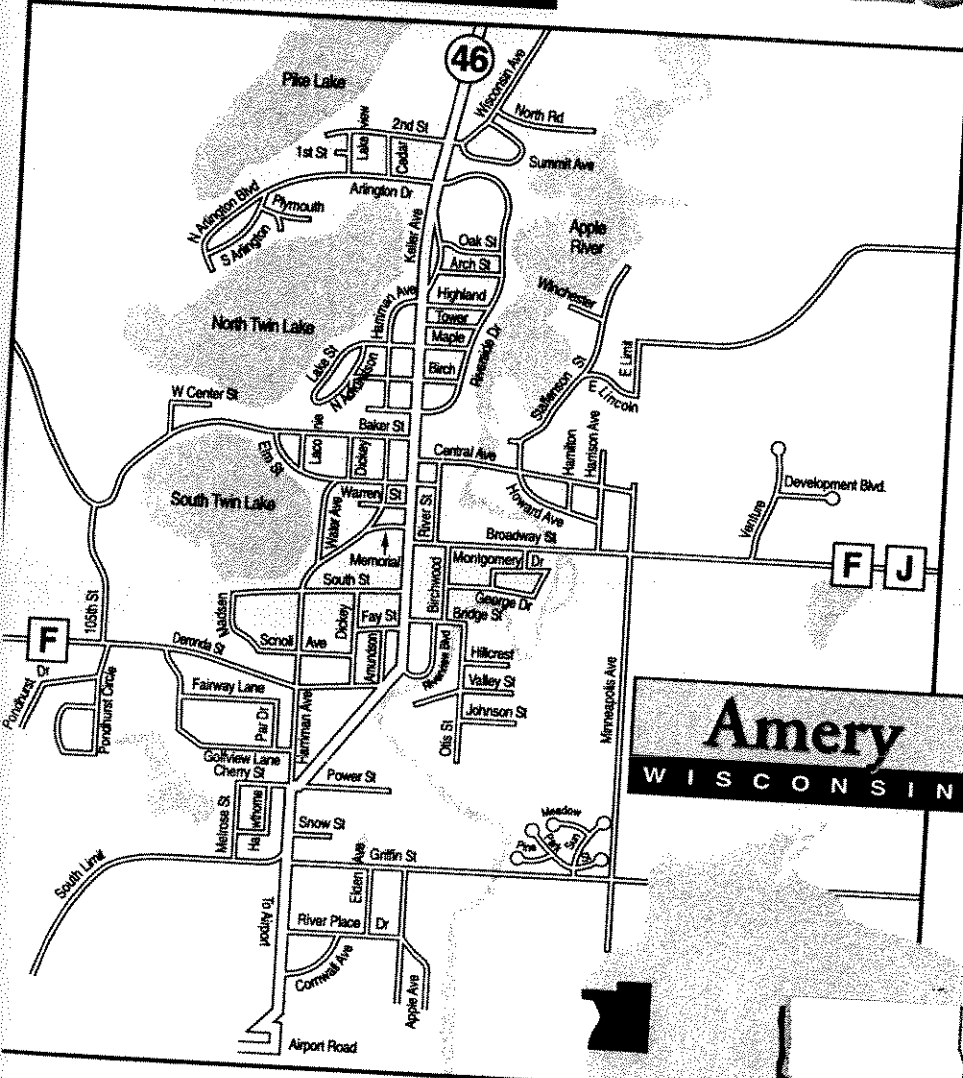 46
Pike Lake
Wisconsin Ave
North Rd
2nd St
Lake view
1st St
Cedar
Summit Ave
Arlington Dr
N Arlington Blvd
Plymouth
S Arlington
Keller Ave
Apple
River
Oak St
Arch St
Winchester
Highland
Harriman Ave
Tower
Maple
North Twin Lake
Riverside Dr
Lake St
Birch
E Limit
Staffenson St
E Lincoln
W Center St
Baker St
Elm St
Dickey
Central Ave
Hamilton
Harrison Ave
South Twin Lake
Warren St
Water Ave
River St
Howard Ave
Development Blvd.
Venture
Broadway St
Memorial
Montgomery Dr
F J
South St
Birchwood
George Dr
Bridge St
Madsen
Dickey
Fay St
105th St
F
Deronda St
Scholl Ave
Amundson
Riverview Blvd
Hillcrest
Valley St
Pondhurst Dr
Pondhurst Circle
Fairway Lane
Par Dr
Harriman Ave
Johnson St
Otis St
Minneapolis Ave
Amery
WISCONSIN
Golfview Lane
Cherry St
Power St
Melrose St
Hawthorne
Snow St
Meadow
Pine
Park
Sun
South Limit
Griffin St
Elden Ave
To Airport
River Place Dr
Cornwall Ave
Apple Ave
Airport Road